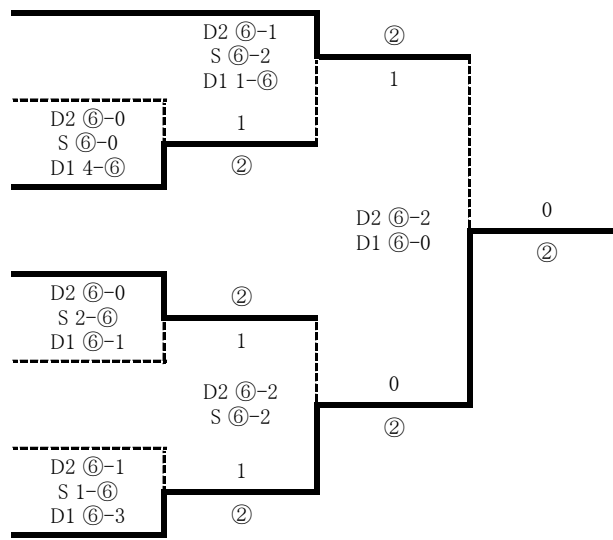 D2 ⑥-1
S ⑥-2
D1 1-⑥
②
1
D2 ⑥-0
S ⑥-0
D1 4-⑥
1
②
D2 ⑥-2
D1 ⑥-0
0
②
D2 ⑥-0
S 2-⑥
D1 ⑥-1
②
1
D2 ⑥-2
S ⑥-2
0
②
D2 ⑥-1
S 1-⑥
D1 ⑥-3
1
②